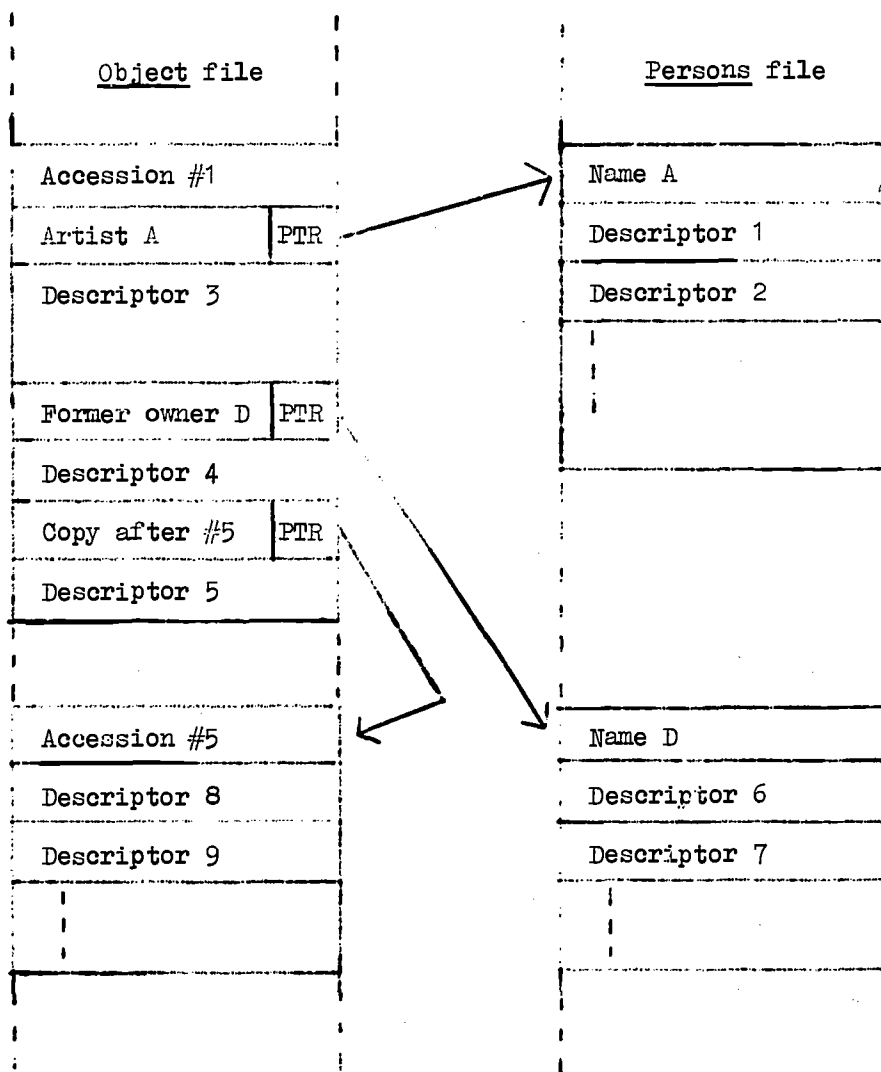 Object file
Accession #1
Artist A PTR
Descriptor 3
Former owner D PTR
Descriptor 4
Copy after #5 PTR
Descriptor 5
Accession #5
Descriptor 8
Descriptor 9
Persons file
Name A
Descriptor 1
Descriptor 2
Name D
Descriptor 6
Descriptor 7